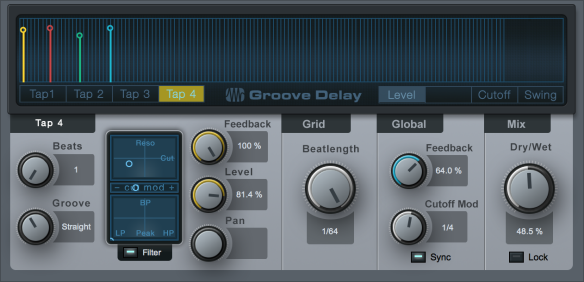 Tap1 Tap 2 Tap 3 Tap 4 Groove Delay Level Cutoff Swing
Tap 4 Grid Global Mix
Feedback
Beats Reso Beatlength Feedback Dry/Wet
1 Cut 100 % 64.0 %
Level
- cut mod + 81.4 %
Groove BP Cutoff Mod
Straight Pan 1/64 1/4 48.5 %
LP Peak HP
Filter Sync Lock